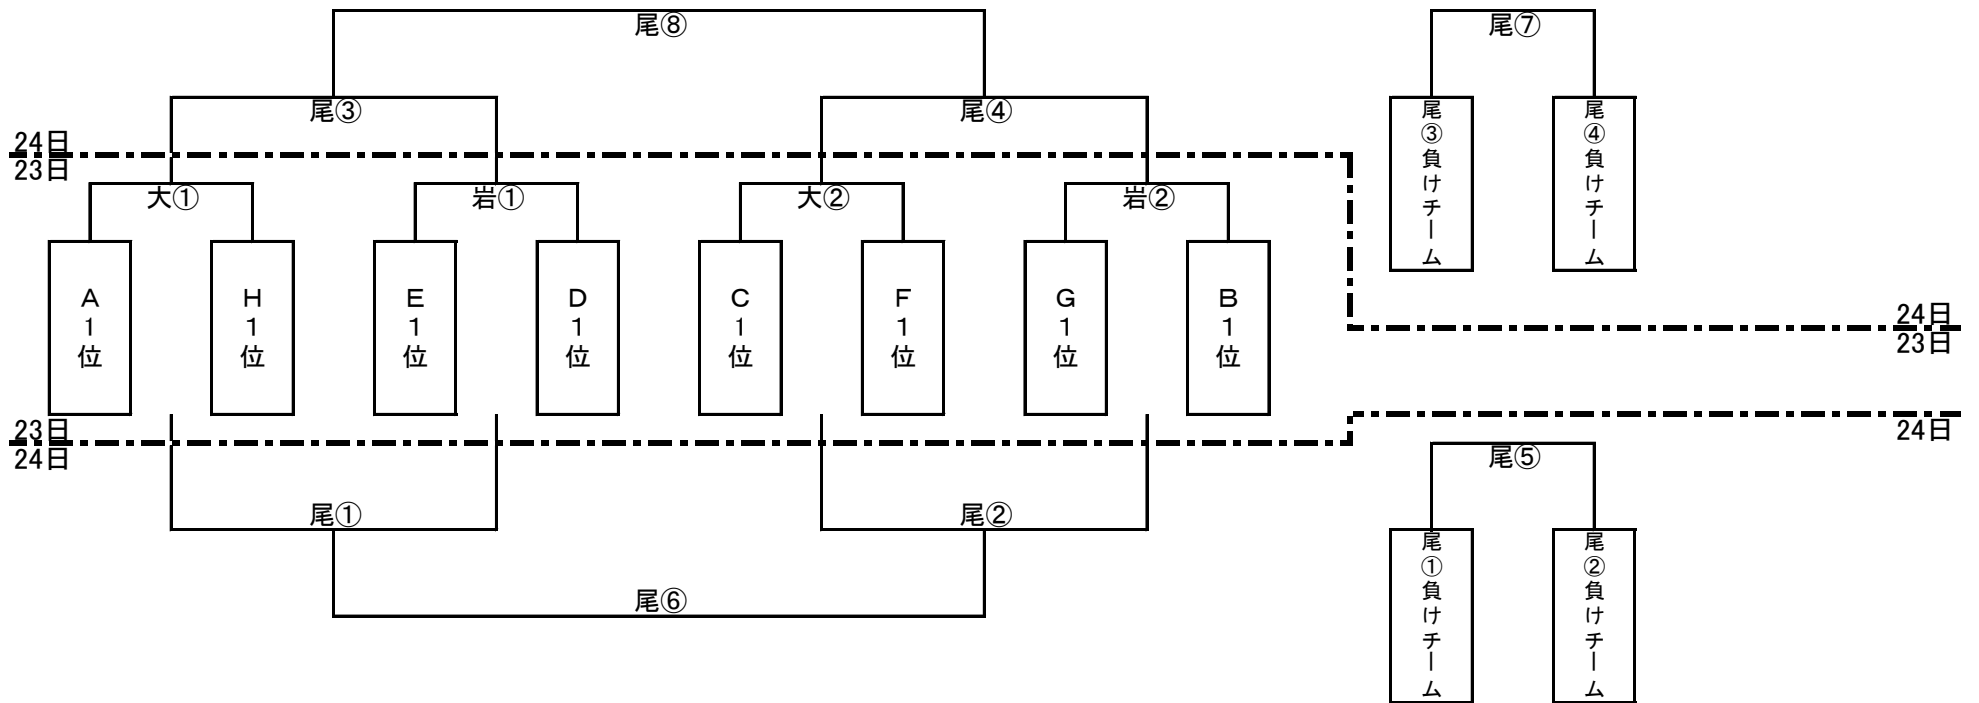 尾⑧
尾⑦
尾③
尾④
尾③負けチーム
尾④負けチーム
24日
23日
大①
岩①
大②
岩②
A1位
H1位
E1位
D1位
C1位
F1位
G1位
B1位
24日
23日
23日
24日
24日
尾⑤
尾①
尾②
尾①負けチーム
尾②負けチーム
尾⑥